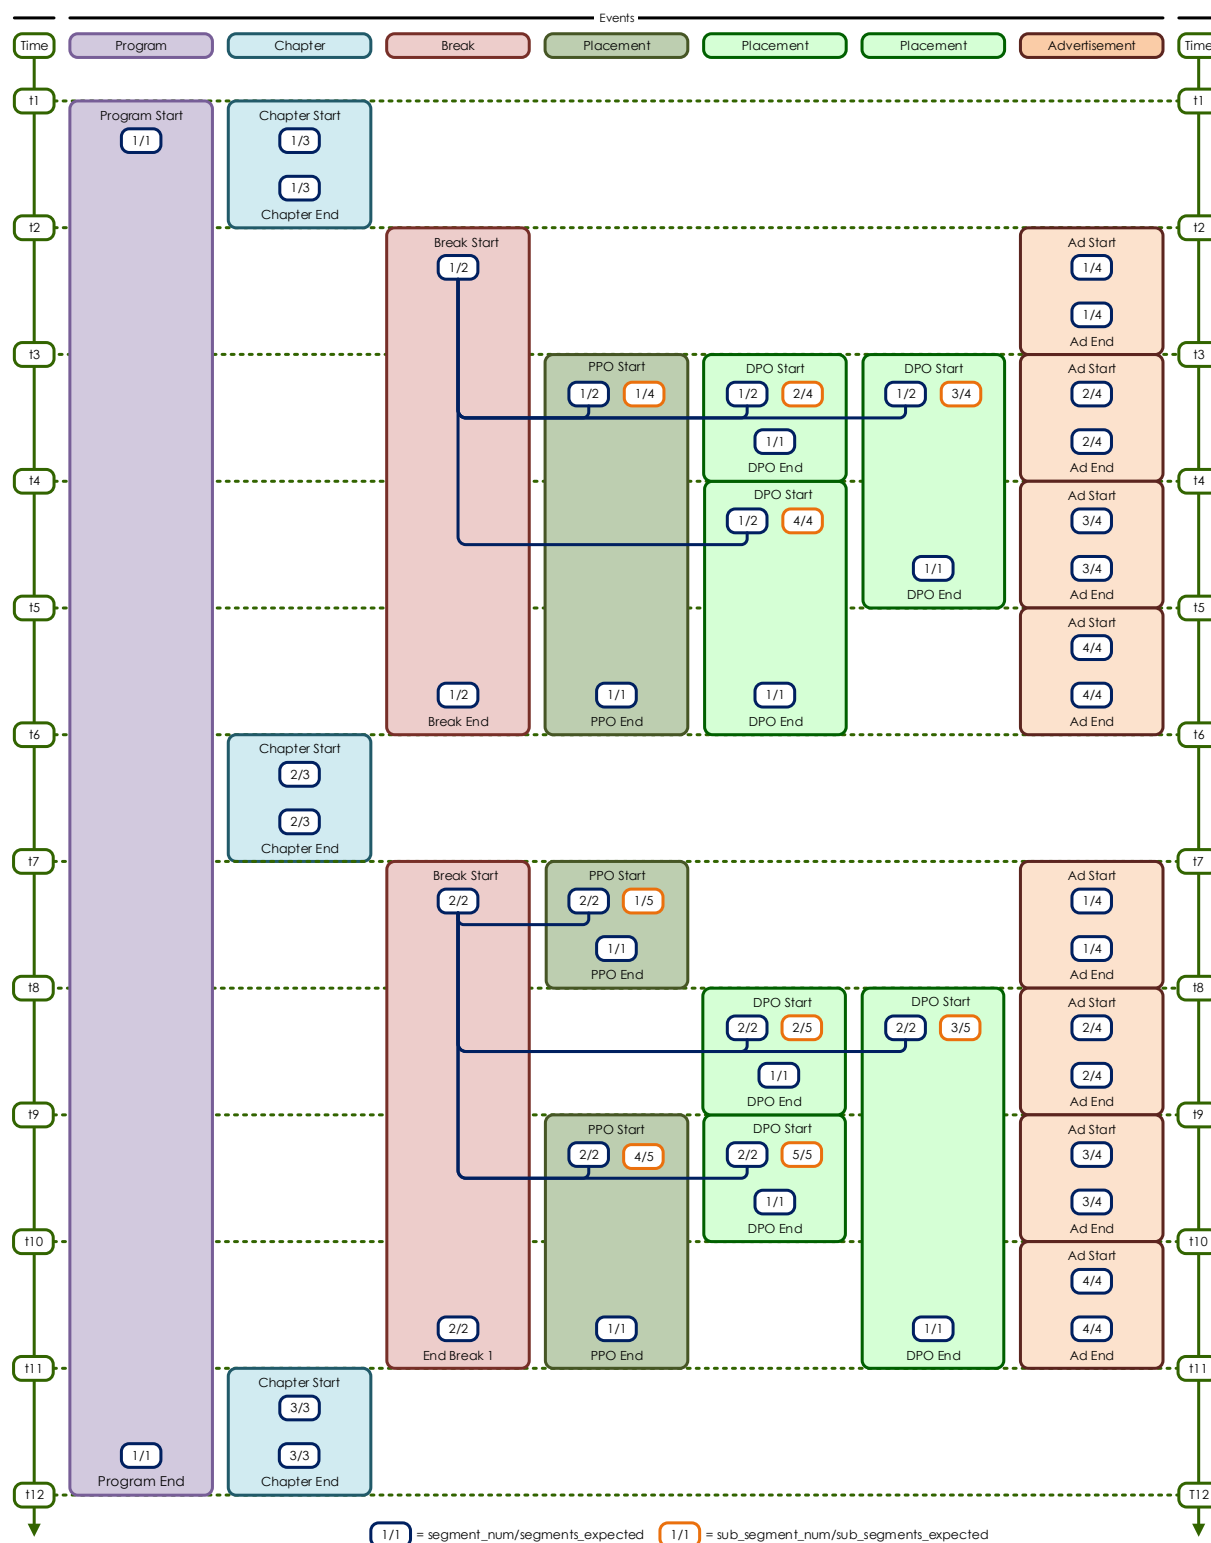 Events
Time Program Chapter Break Placement Placement Placement Advertisement Time
t1 t1
Program Start Chapter Start
1/1 1/3
1/3
Chapter End
t2 t2
Break Start Ad Start
1/2 1/4
1/4
Ad End
t3 t3
PPO Start DPO Start DPO Start Ad Start
1/2 1/4 1/2 2/4 1/2 3/4 2/4
1/1 2/4
DPO End Ad End
t4 t4
DPO Start Ad Start
1/2 4/4 3/4
1/1 3/4
DPO End Ad End
t5 t5
Ad Start
4/4
1/2 1/1 1/1 4/4
Break End PPO End DPO End Ad End
t6 t6
Chapter Start
2/3
2/3
Chapter End
t7 t7
Break Start PPO Start Ad Start
2/2 2/2 1/5 1/4
1/1 1/4
PPO End Ad End
t8 t8
DPO Start DPO Start Ad Start
2/2 2/5 2/2 3/5 2/4
1/1 2/4
DPO End Ad End
t9 t9
PPO Start DPO Start Ad Start
2/2 4/5 2/2 5/5 3/4
1/1 3/4
DPO End Ad End
t10 t10
Ad Start
4/4
2/2 1/1 1/1 4/4
End Break 1 PPO End DPO End Ad End
t11 t11
Chapter Start
3/3
1/1 3/3
Program End Chapter End
t12 T12
1/1 = segment_num/segments_expected 1/1 = sub_segment_num/sub_segments_expected